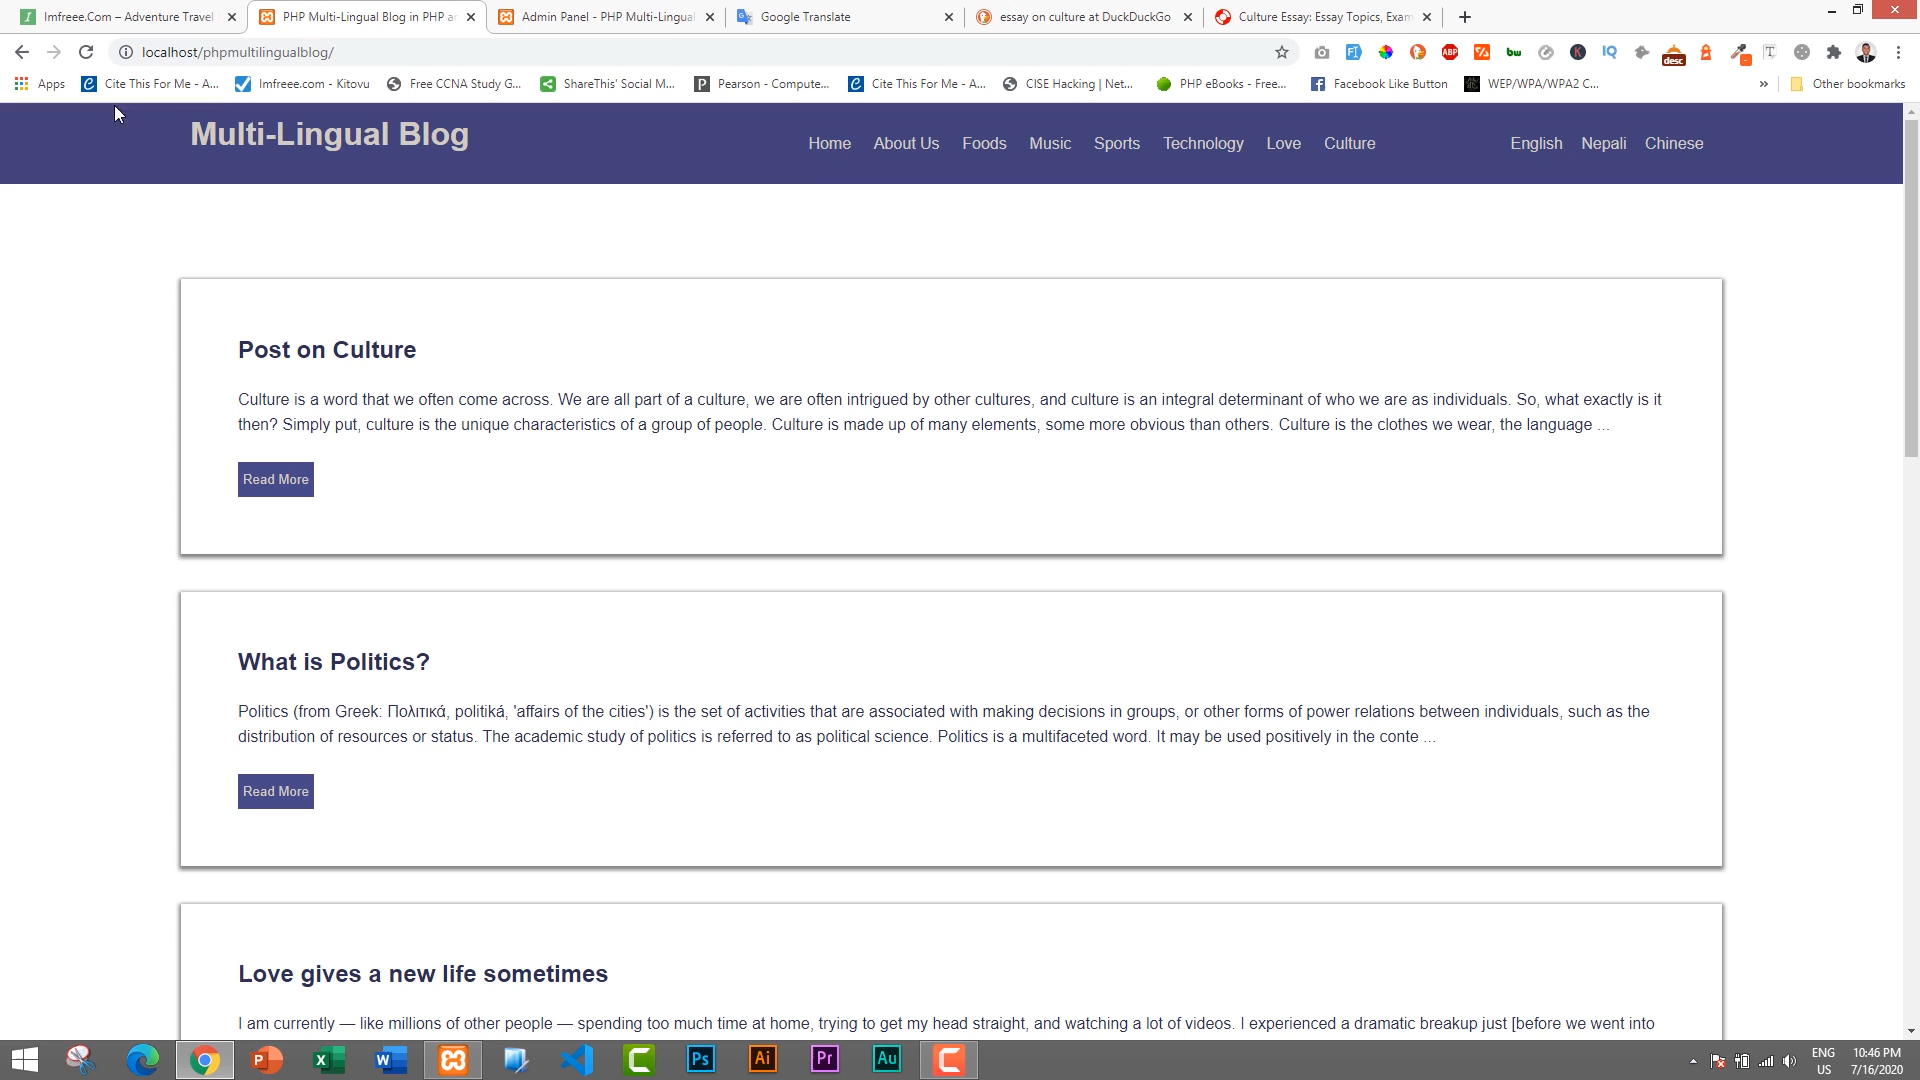 Imfreee.Com – Adventure Travel
PHP Multi-Lingual Blog in PHP an
Admin Panel - PHP Multi-Lingual
Google Translate
essay on culture at DuckDuckGo
Culture Essay: Essay Topics, Exam
localhost/phpmultilingualblog/
Apps
Cite This For Me - A...
Imfreee.com - Kitovu
Free CCNA Study G...
ShareThis' Social M...
Pearson - Compute...
Cite This For Me - A...
CISE Hacking | Net...
PHP eBooks - Free...
Facebook Like Button
WEP/WPA/WPA2 C...
Other bookmarks
Multi-Lingual Blog
Home
About Us
Foods
Music
Sports
Technology
Love
Culture
English
Nepali
Chinese
Post on Culture
Culture is a word that we often come across. We are all part of a culture, we are often intrigued by other cultures, and culture is an integral determinant of who we are as individuals. So, what exactly is it
then? Simply put, culture is the unique characteristics of a group of people. Culture is made up of many elements, some more obvious than others. Culture is the clothes we wear, the language ...
Read More
What is Politics?
Politics (from Greek: Πολιτικά, politiká, 'affairs of the cities') is the set of activities that are associated with making decisions in groups, or other forms of power relations between individuals, such as the
distribution of resources or status. The academic study of politics is referred to as political science. Politics is a multifaceted word. It may be used positively in the conte ...
Read More
Love gives a new life sometimes
I am currently — like millions of other people — spending too much time at home, trying to get my head straight, and watching a lot of videos. I experienced a dramatic breakup just [before we went into
ENG
US
10:46 PM
7/16/2020